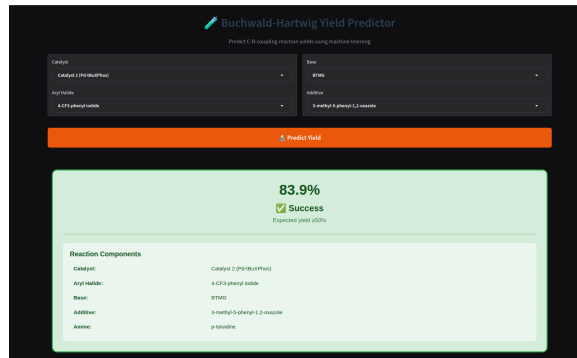 🧪 Buchwald-Hartwig Yield Predictor
Predict C-N coupling reaction yields using machine learning
Catalyst
Catalyst 2 (Pd-tBuXPhos)
Base
BTMG
Aryl Halide
4-CF3-phenyl iodide
Additive
3-methyl-5-phenyl-1,2-oxazole
🔬 Predict Yield
83.9%
✅ Success
Expected yield ≥50%
Reaction Components
Catalyst: Catalyst 2 (Pd-tBuXPhos)
Aryl Halide: 4-CF3-phenyl iodide
Base: BTMG
Additive: 3-methyl-5-phenyl-1,2-oxazole
Amine: p-toluidine